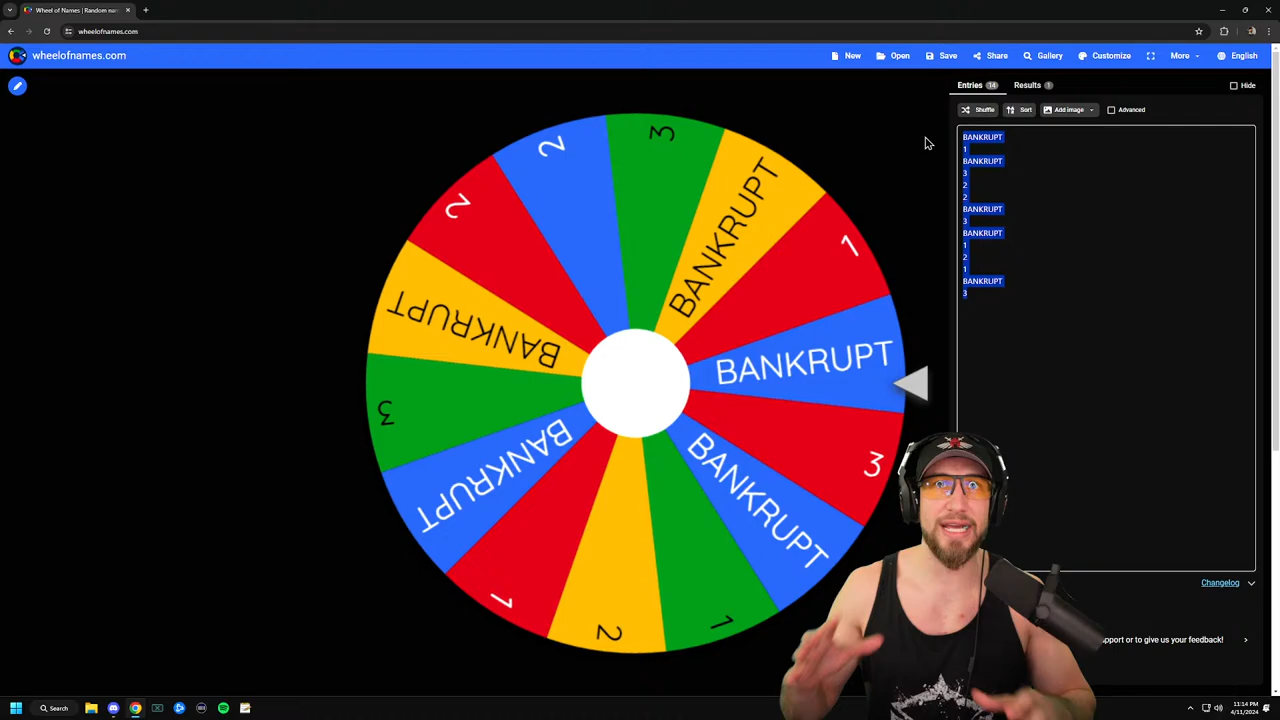 Wheel of Names | Random nam
wheelofnames.com
wheelofnames.com
New
Open
Save
Share
Gallery
Customize
More
English
Entries 14
Results 1
Hide
Shuffle
Sort
Add image
Advanced
BANKRUPT
1
BANKRUPT
3
2
2
BANKRUPT
3
BANKRUPT
1
2
1
BANKRUPT
3
3
BANKRUPT
1
BANKRUPT
3
BANKRUPT
1
2
1
BANKRUPT
3
BANKRUPT
2
2
Changelog
upport or to give us your feedback!
Search
11:14 PM
4/11/2024